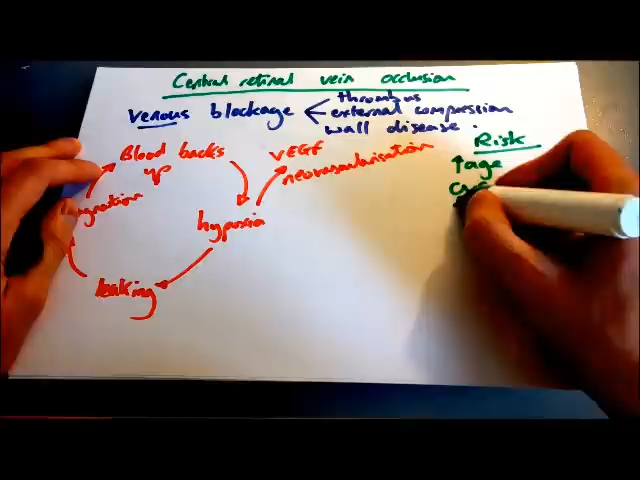 Central retinal vein occlusion
venous blockage
thrombus
external compression
wall disease.
Risk
↑age
Blood backs
up
VEGF
neovascularisation
hypoxia
leaking